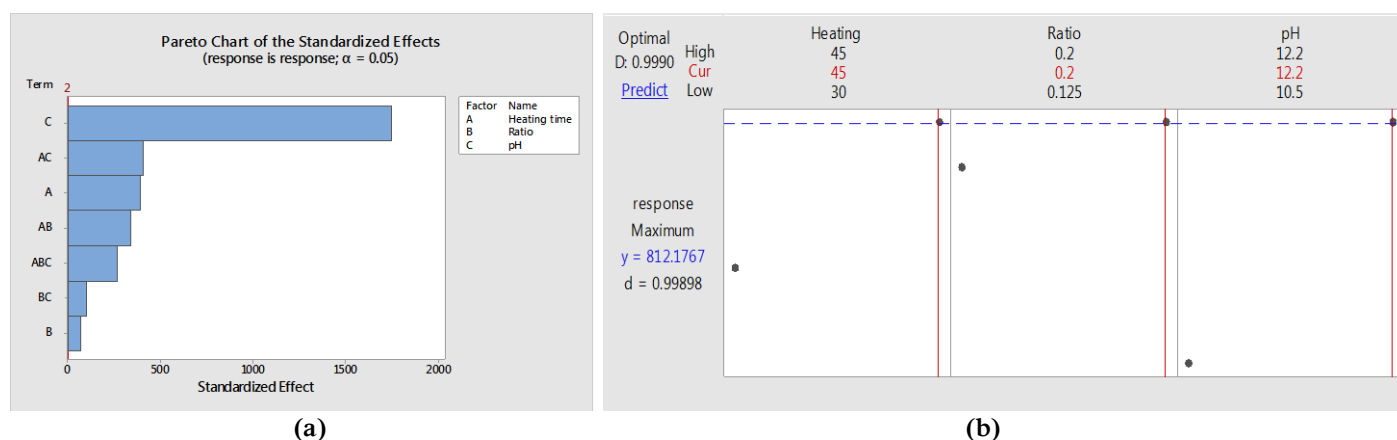 Pareto Chart of the Standardized Effects
(response is response; α = 0.05)
Term
2
C
AC
A
AB
ABC
BC
B
0 500 1000 1500 2000
Standardized Effect
Factor Name
A Heating time
B Ratio
C pH
(a)
Optimal
D: 0.9990
Predict
High
Cur
Low
Heating
45
45
30
Ratio
0.2
0.2
0.125
pH
12.2
12.2
10.5
response
Maximum
y = 812.1767
d = 0.99898
(b)